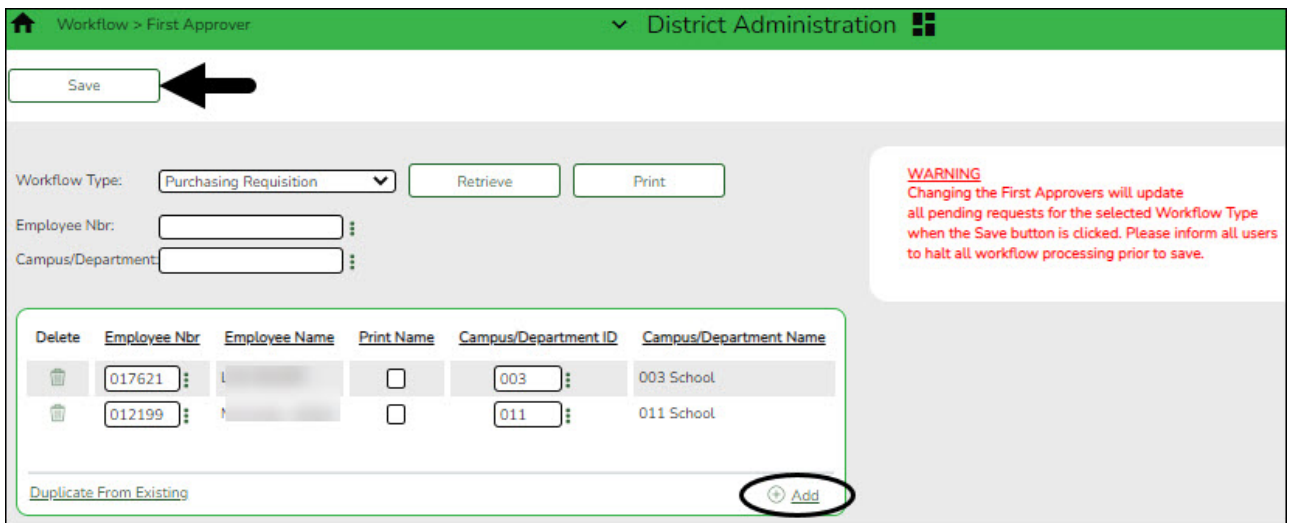 Workflow > First Approver
District Administration
Save
Workflow Type: Purchasing Requisition Retrieve Print
Employee Nbr:
Campus/Department:
WARNING
Changing the First Approvers will update
all pending requests for the selected Workflow Type
when the Save button is clicked. Please inform all users
to halt all workflow processing prior to save.
Delete Employee Nbr Employee Name Print Name Campus/Department ID Campus/Department Name
017621 003 003 School
012199 011 011 School
Duplicate From Existing Add